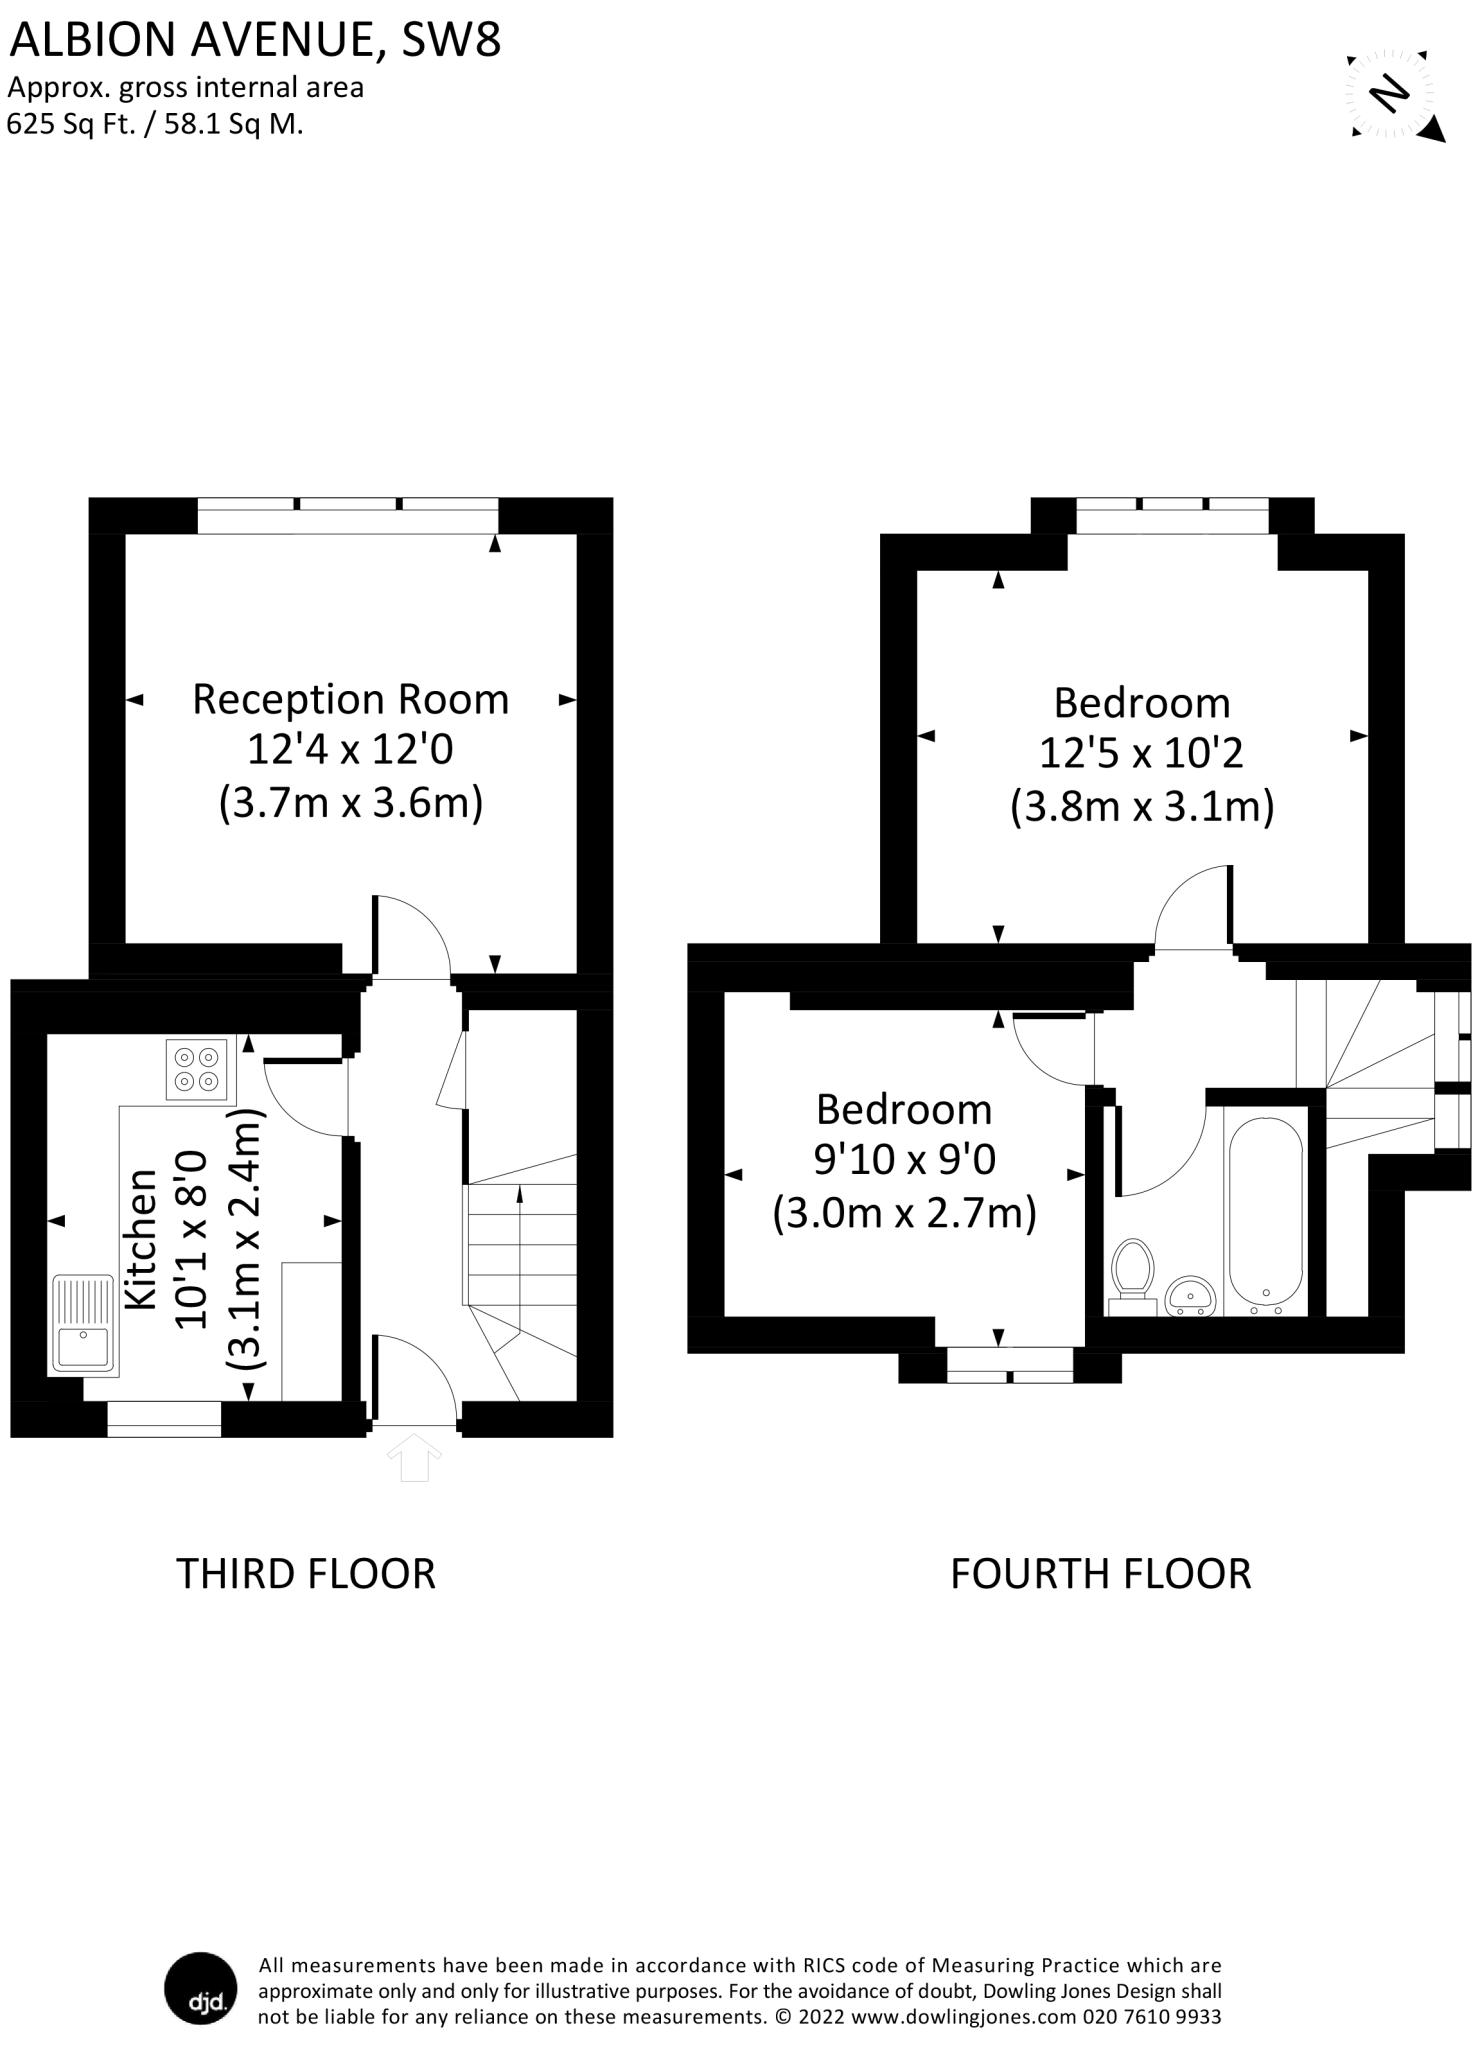 ALBION AVENUE, SW8
Approx. gross internal area
625 Sq Ft. / 58.1 Sq M.
N
Reception Room
12'4 x 12'0
(3.7m x 3.6m)
Bedroom
12'5 x 10'2
(3.8m x 3.1m)
Kitchen
10'1 x 8'0
(3.1m x 2.4m)
Bedroom
9'10 x 9'0
(3.0m x 2.7m)
THIRD FLOOR
FOURTH FLOOR
djd.
All measurements have been made in accordance with RICS code of Measuring Practice which are
approximate only and only for illustrative purposes. For the avoidance of doubt, Dowling Jones Design shall
not be liable for any reliance on these measurements. © 2022 www.dowlingjones.com 020 7610 9933